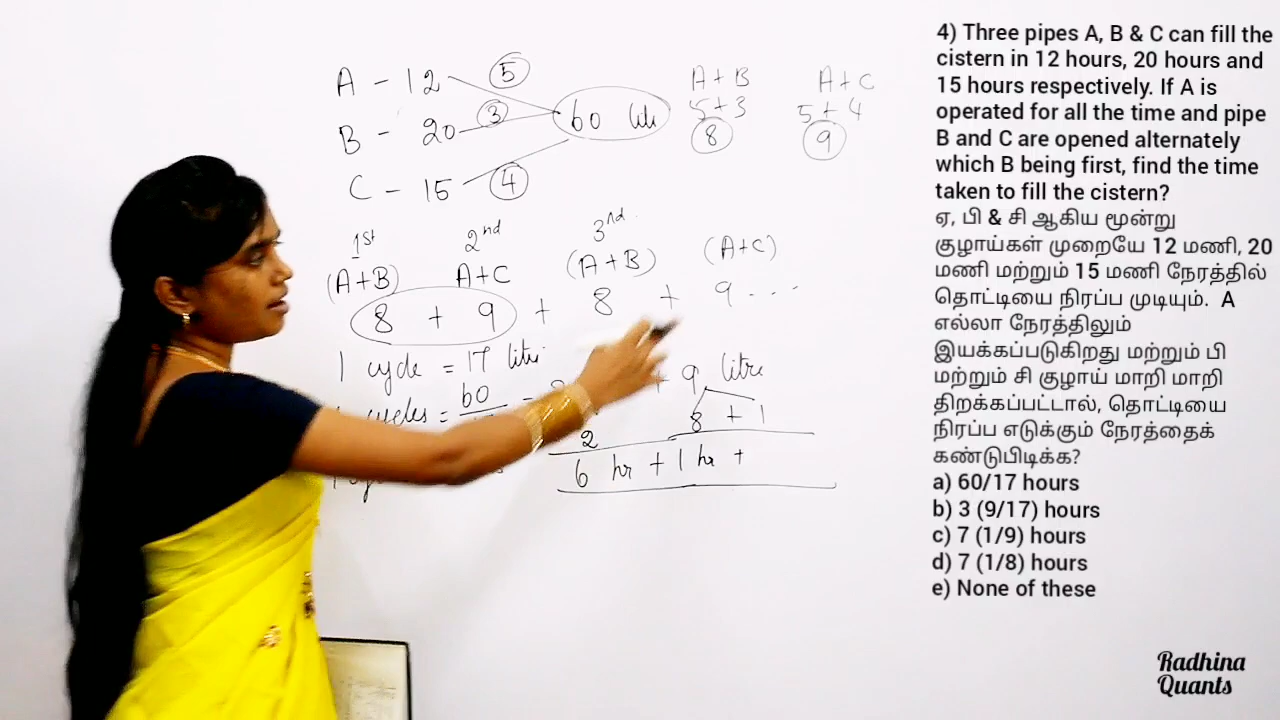 A - 12 5
B - 20 3
C - 15 4
60 litr
A + B A + C
5 + 3 5 + 4
8 9
1st 2nd 3rd
(A+B) A+C (A+B) (A+C)
8 + 9 + 8 + 9 - - -
1 cycle = 17 litr
cycles = 60 + 9 litre
8 + 1
2
6 hr + 1 hr +
4) Three pipes A, B & C can fill the
cistern in 12 hours, 20 hours and
15 hours respectively. If A is
operated for all the time and pipe
B and C are opened alternately
which B being first, find the time
taken to fill the cistern?
ஏ, பி & சி ஆகிய மூன்று
குழாய்கள் முறையே 12 மணி, 20
மணி மற்றும் 15 மணி நேரத்தில்
தொட்டியை நிரப்ப முடியும். A
எல்லா நேரத்திலும்
இயக்கப்படுகிறது மற்றும் பி
மற்றும் சி குழாய் மாறி மாறி
திறக்கப்பட்டால், தொட்டியை
நிரப்ப எடுக்கும் நேரத்தைக்
கண்டுபிடிக்க?
a) 60/17 hours
b) 3 (9/17) hours
c) 7 (1/9) hours
d) 7 (1/8) hours
e) None of these
Radhina
Quants